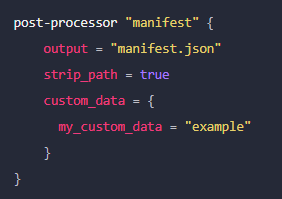 post-processor "manifest" {
    output = "manifest.json"
    strip_path = true
    custom_data = {
      my_custom_data = "example"
    }
}